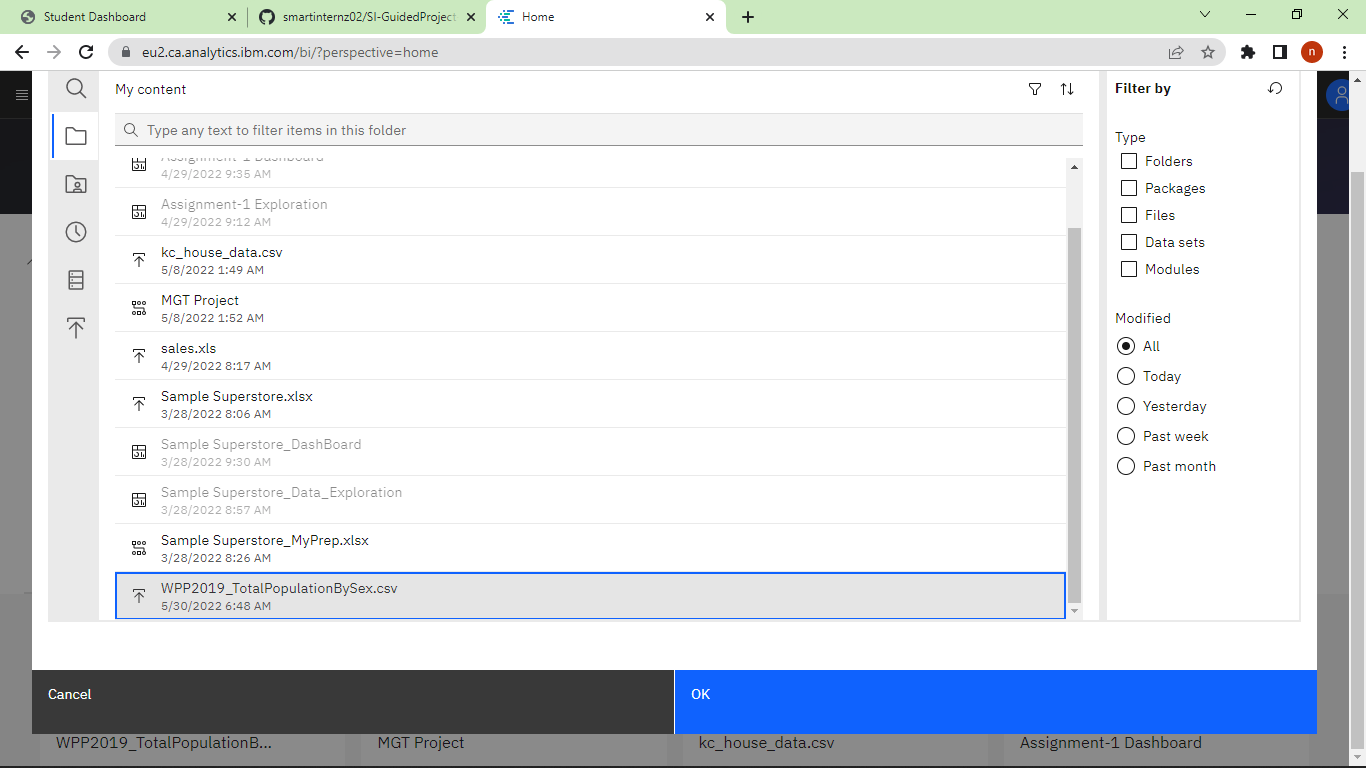 Student Dashboard
smartinternz02/SI-GuidedProject
Home
eu2.ca.analytics.ibm.com/bi/?perspective=home
n
My content
Filter by
Type any text to filter items in this folder
Type
Folders
Packages
Files
Data sets
Modules
Modified
All
Today
Yesterday
Past week
Past month
Assignment-1 Dashboard
4/29/2022 9:35 AM
Assignment-1 Exploration
4/29/2022 9:12 AM
kc_house_data.csv
5/8/2022 1:49 AM
MGT Project
5/8/2022 1:52 AM
sales.xls
4/29/2022 8:17 AM
Sample Superstore.xlsx
3/28/2022 8:06 AM
Sample Superstore_DashBoard
3/28/2022 9:30 AM
Sample Superstore_Data_Exploration
3/28/2022 8:57 AM
Sample Superstore_MyPrep.xlsx
3/28/2022 8:26 AM
WPP2019_TotalPopulationBySex.csv
5/30/2022 6:48 AM
Cancel
OK
WPP2019_TotalPopulationB...
MGT Project
kc_house_data.csv
Assignment-1 Dashboard